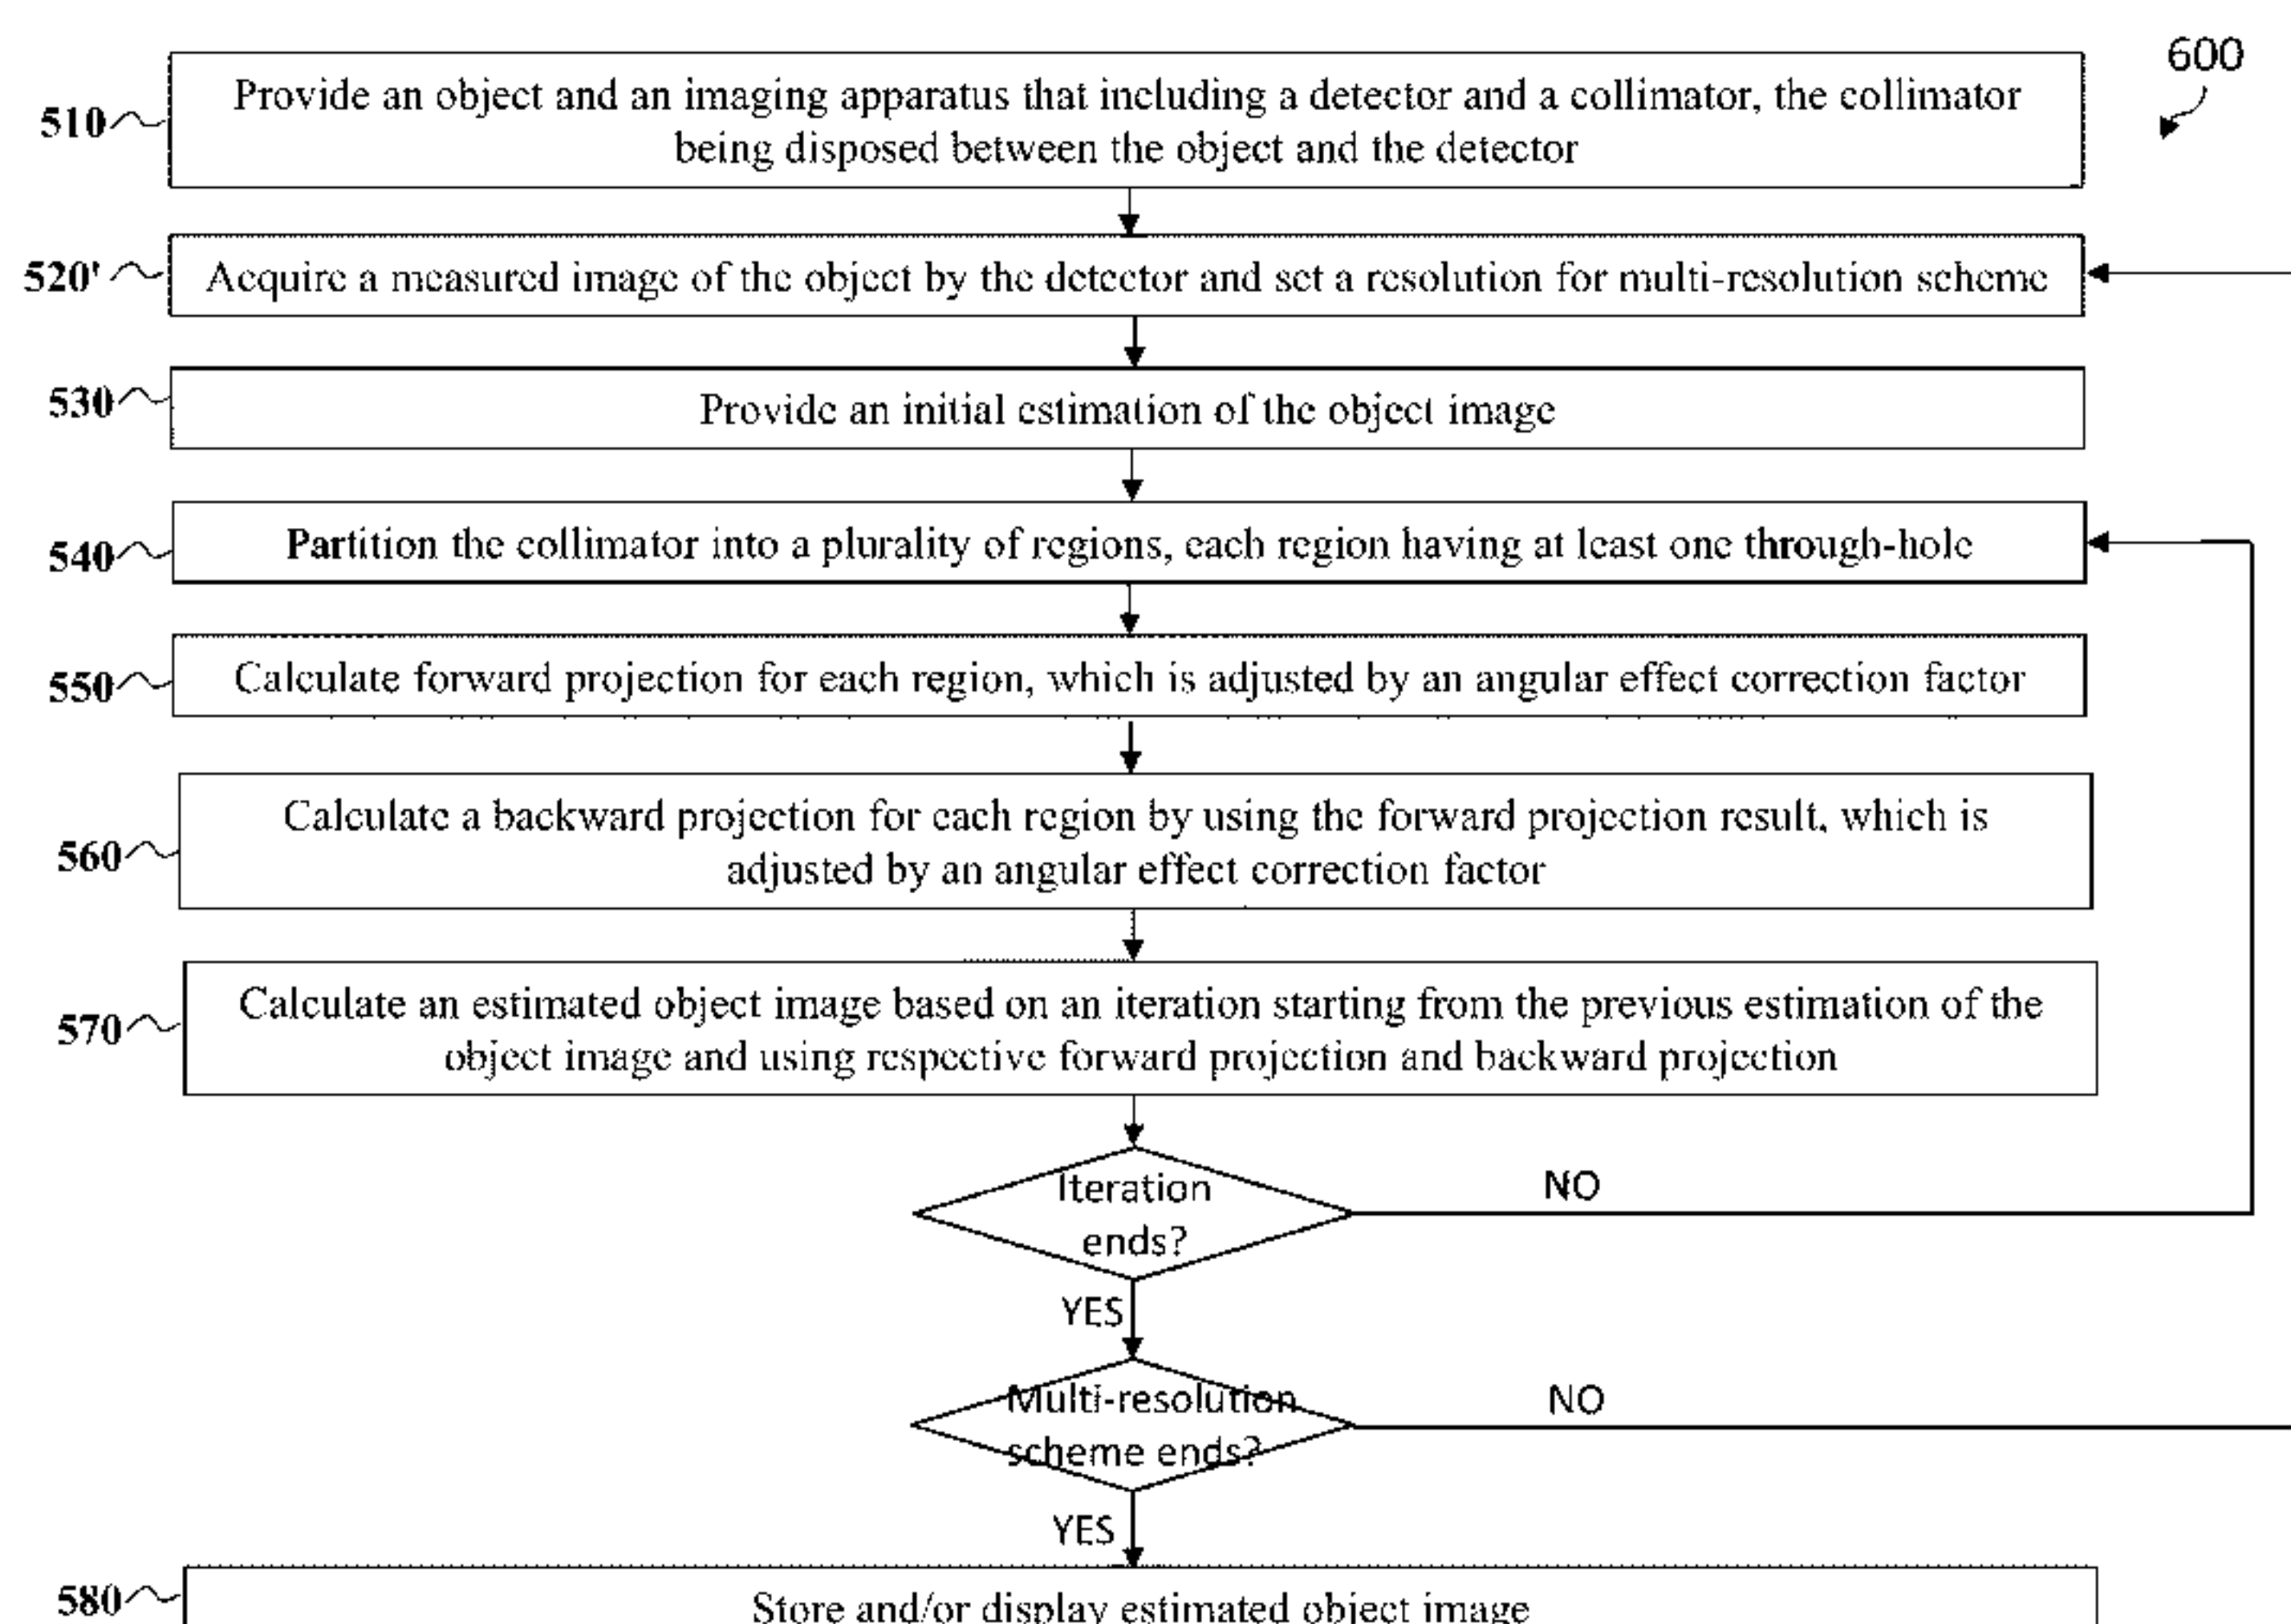 600
510
Provide an object and an imaging apparatus that including a detector and a collimator, the collimator
being disposed between the object and the detector
520'
Acquire a measured image of the object by the detector and set a resolution for multi-resolution scheme
530
Provide an initial estimation of the object image
540
Partition the collimator into a plurality of regions, each region having at least one through-hole
550
Calculate forward projection for each region, which is adjusted by an angular effect correction factor
560
Calculate a backward projection for each region by using the forward projection result, which is
adjusted by an angular effect correction factor
570
Calculate an estimated object image based on an iteration starting from the previous estimation of the
object image and using respective forward projection and backward projection
Iteration
ends?
NO
YES
Multi-resolution
scheme ends?
NO
YES
580
Store and/or display estimated object image